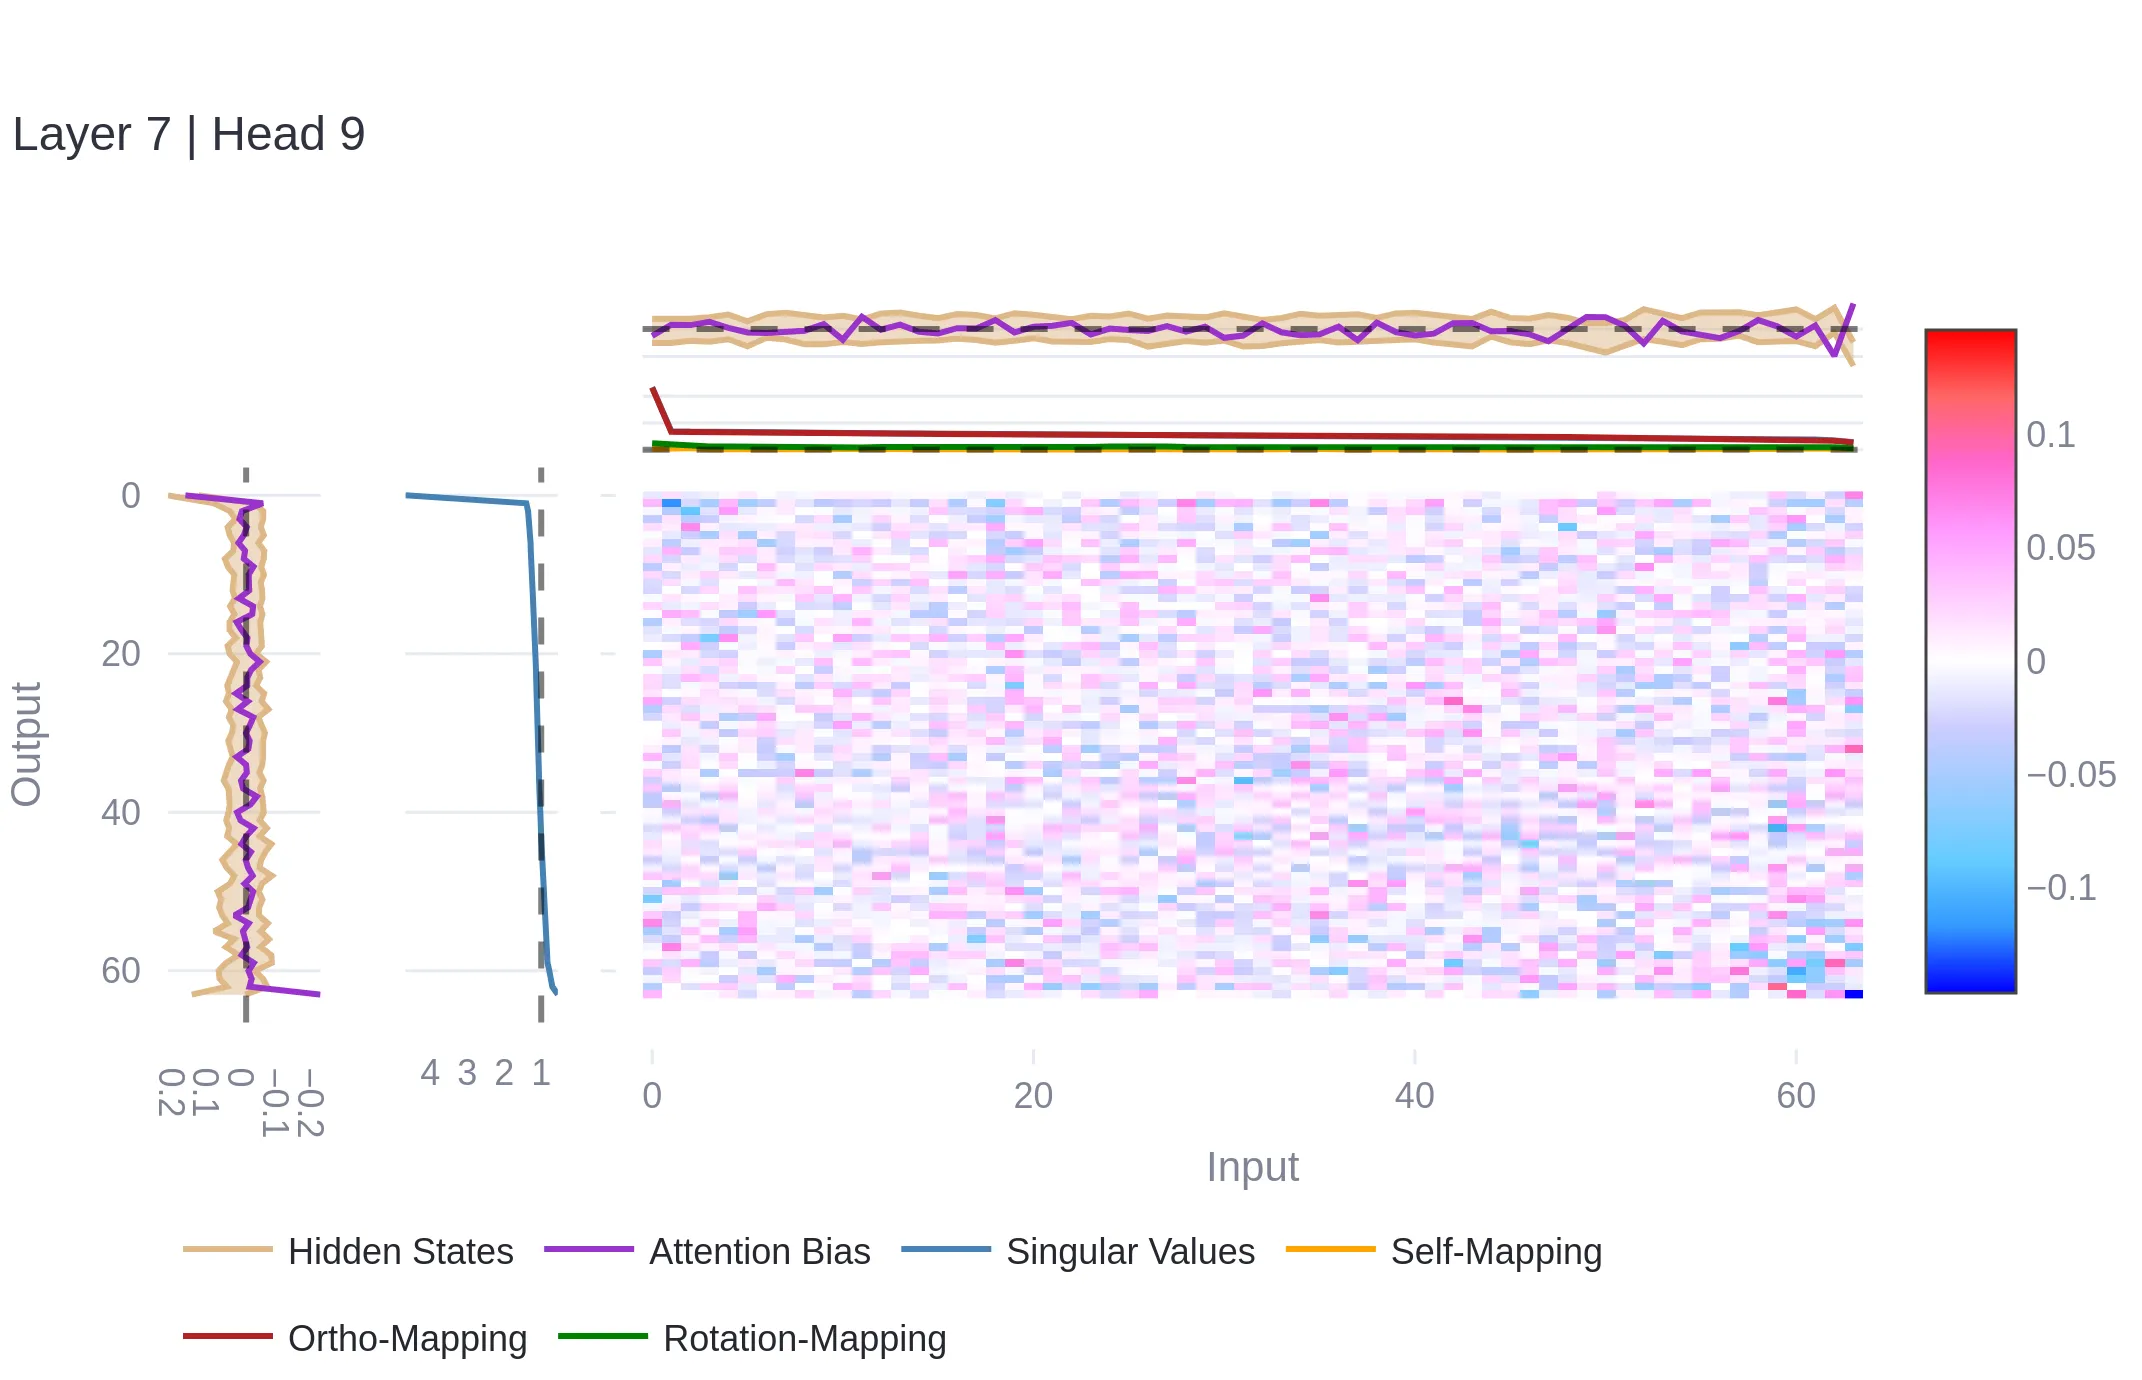 Layer 7 | Head 9
0
20
40
60
Output
0.2
0.1
0
−0.1
−0.2
4 3 2 1
0 20 40 60
Input
0.1
0.05
0
−0.05
−0.1
Hidden States Attention Bias Singular Values Self-Mapping
Ortho-Mapping Rotation-Mapping